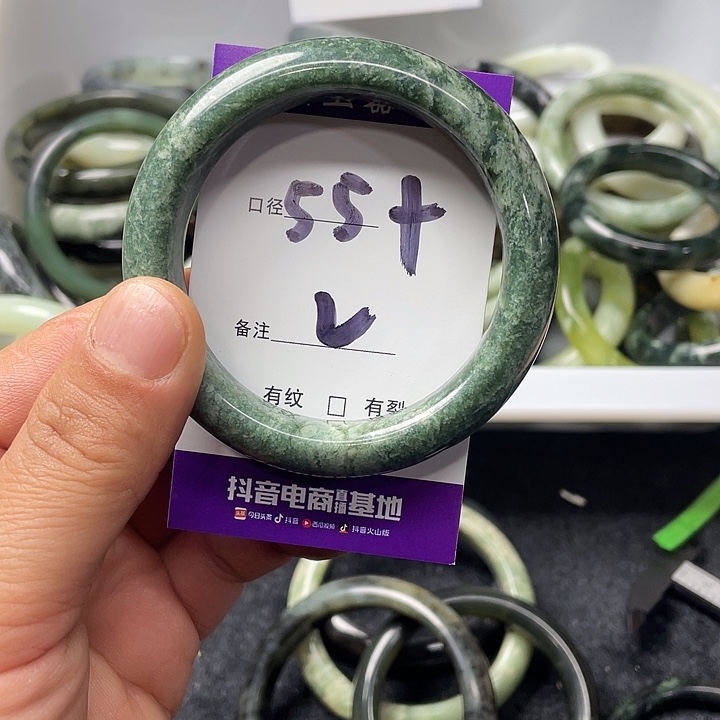 口径 55+
备注 ✓
有纹 □ 有裂
抖音电商直播基地
今日头条 抖音 西瓜视频 抖音火山版